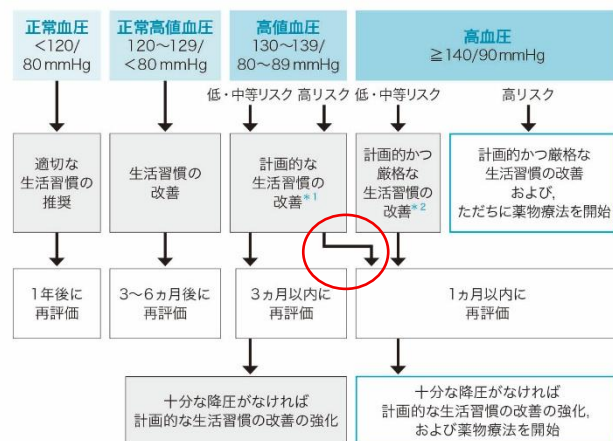 正常血圧
<120/
80 mmHg
正常高値血圧
120～129/
<80 mmHg
高値血圧
130～139/
80～89 mmHg
高血圧
≧140/90 mmHg
低・中等リスク
高リスク
低・中等リスク
高リスク
適切な
生活習慣の
推奨
生活習慣の
改善
計画的な
生活習慣の
改善*1
計画的かつ
厳格な
生活習慣の
改善*2
計画的かつ厳格な
生活習慣の改善
および,
ただちに薬物療法を開始
1年後に
再評価
3～6ヵ月後に
再評価
3ヵ月以内に
再評価
1ヵ月以内に
再評価
十分な降圧がなければ
計画的な生活習慣の改善の強化
十分な降圧がなければ
計画的な生活習慣の改善の強化,
および薬物療法を開始